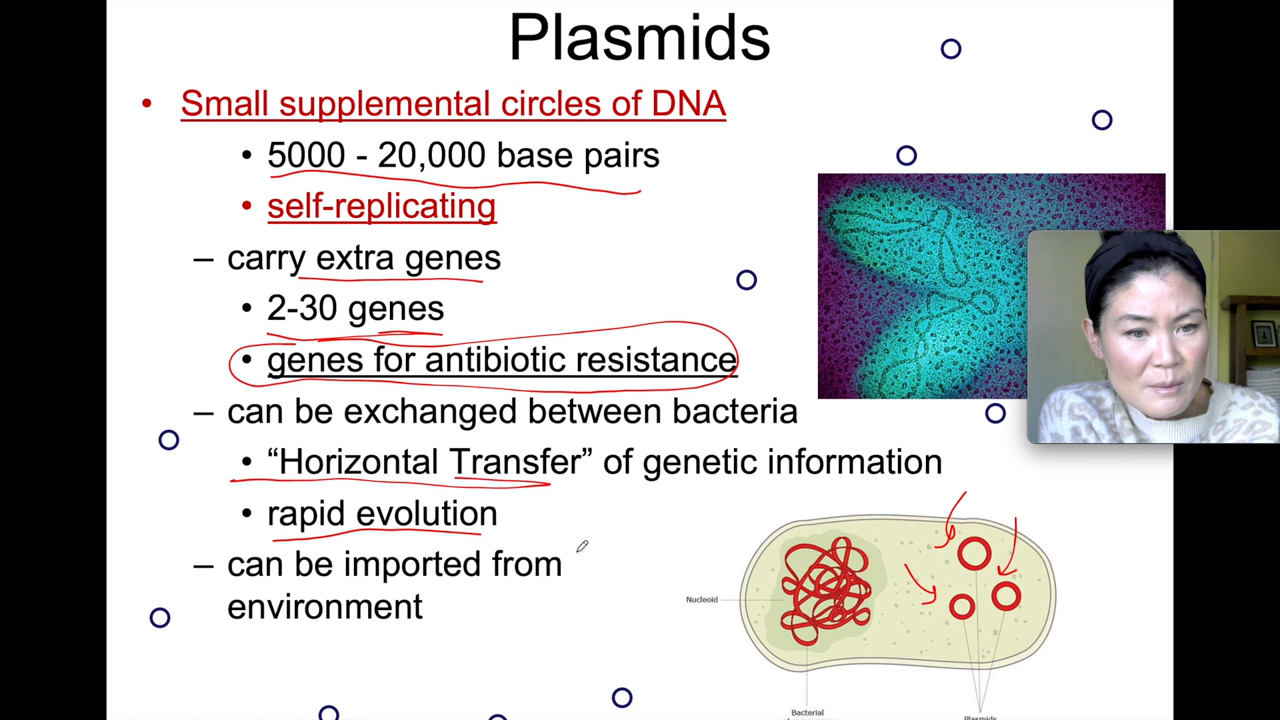 Plasmids
• Small supplemental circles of DNA
• 5000 - 20,000 base pairs
• self-replicating
– carry extra genes
• 2-30 genes
• genes for antibiotic resistance
– can be exchanged between bacteria
• “Horizontal Transfer” of genetic information
• rapid evolution
– can be imported from
environment
Nucleoid
Bacterial
Plasmids